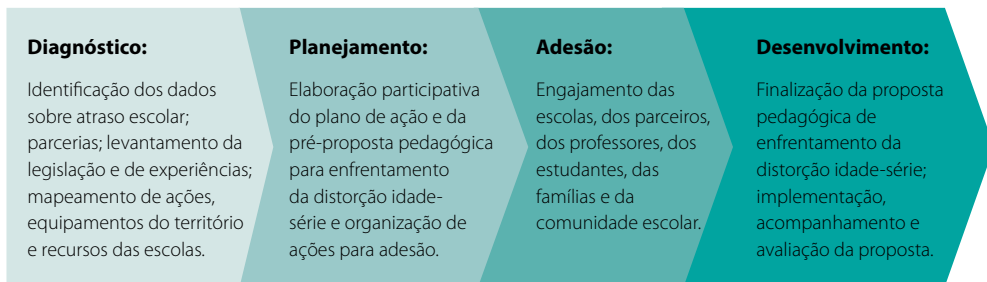 Diagnóstico:
Identificação dos dados
sobre atraso escolar;
parcerias; levantamento da
legislação e de experiências;
mapeamento de ações,
equipamentos do território
e recursos das escolas.
Planejamento:
Elaboração participativa
do plano de ação e da
pré-proposta pedagógica
para enfrentamento
da distorção idade-
série e organização de
ações para adesão.
Adesão:
Engajamento das
escolas, dos parceiros,
dos professores, dos
estudantes, das
famílias e da
comunidade escolar.
Desenvolvimento:
Finalização da proposta
pedagógica de
enfrentamento da
distorção idade-série;
implementação,
acompanhamento e
avaliação da proposta.